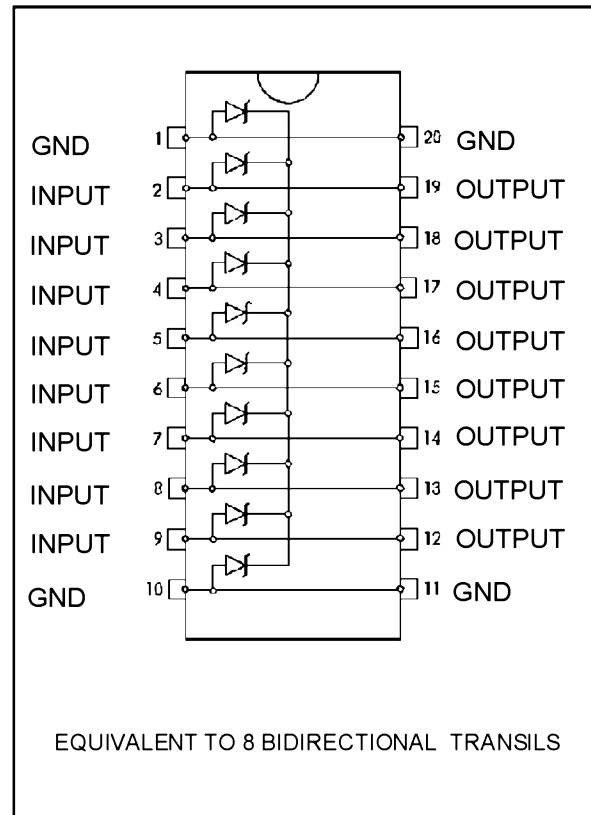 GND 1 20 GND
INPUT 2 19 OUTPUT
INPUT 3 18 OUTPUT
INPUT 4 17 OUTPUT
INPUT 5 16 OUTPUT
INPUT 6 15 OUTPUT
INPUT 7 14 OUTPUT
INPUT 8 13 OUTPUT
INPUT 9 12 OUTPUT
GND 10 11 GND
EQUIVALENT TO 8 BIDIRECTIONAL TRANSILS